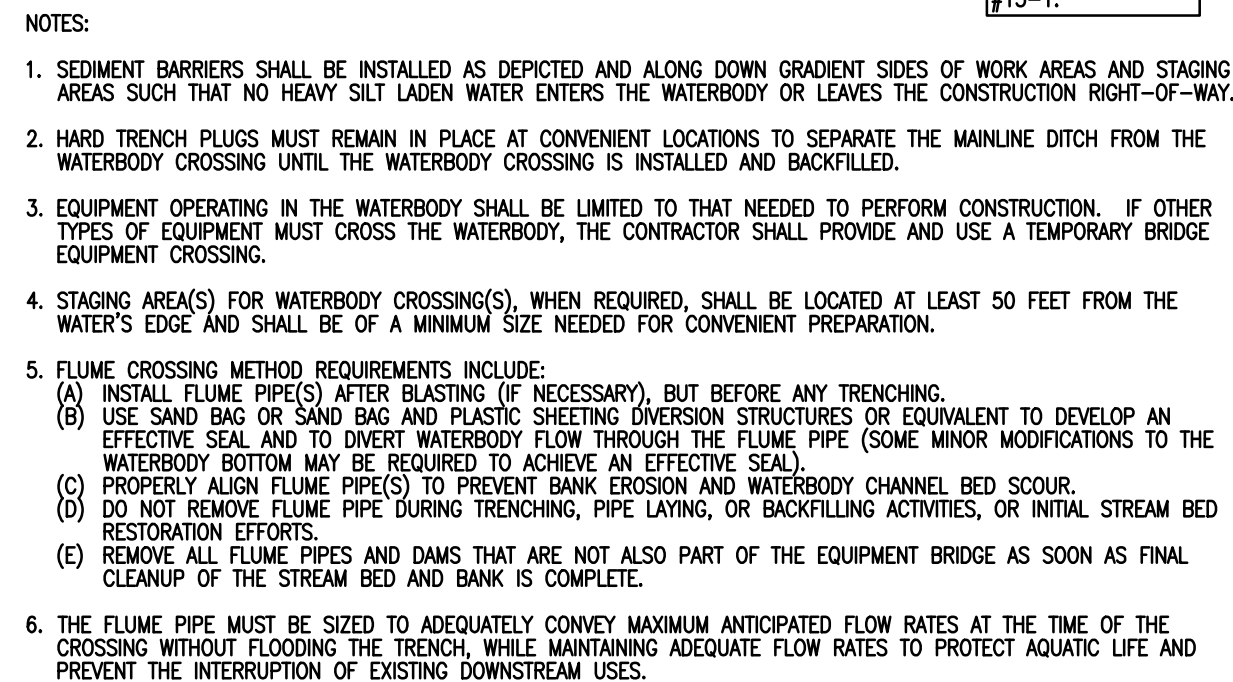 #15-1.
NOTES:
1. SEDIMENT BARRIERS SHALL BE INSTALLED AS DEPICTED AND ALONG DOWN GRADIENT SIDES OF WORK AREAS AND STAGING
AREAS SUCH THAT NO HEAVY SILT LADEN WATER ENTERS THE WATERBODY OR LEAVES THE CONSTRUCTION RIGHT-OF-WAY.
2. HARD TRENCH PLUGS MUST REMAIN IN PLACE AT CONVENIENT LOCATIONS TO SEPARATE THE MAINLINE DITCH FROM THE
WATERBODY CROSSING UNTIL THE WATERBODY CROSSING IS INSTALLED AND BACKFILLED.
3. EQUIPMENT OPERATING IN THE WATERBODY SHALL BE LIMITED TO THAT NEEDED TO PERFORM CONSTRUCTION. IF OTHER
TYPES OF EQUIPMENT MUST CROSS THE WATERBODY, THE CONTRACTOR SHALL PROVIDE AND USE A TEMPORARY BRIDGE
EQUIPMENT CROSSING.
4. STAGING AREA(S) FOR WATERBODY CROSSING(S), WHEN REQUIRED, SHALL BE LOCATED AT LEAST 50 FEET FROM THE
WATER'S EDGE AND SHALL BE OF A MINIMUM SIZE NEEDED FOR CONVENIENT PREPARATION.
5. FLUME CROSSING METHOD REQUIREMENTS INCLUDE:
(A) INSTALL FLUME PIPE(S) AFTER BLASTING (IF NECESSARY), BUT BEFORE ANY TRENCHING.
(B) USE SAND BAG OR SAND BAG AND PLASTIC SHEETING DIVERSION STRUCTURES OR EQUIVALENT TO DEVELOP AN
EFFECTIVE SEAL AND TO DIVERT WATERBODY FLOW THROUGH THE FLUME PIPE (SOME MINOR MODIFICATIONS TO THE
WATERBODY BOTTOM MAY BE REQUIRED TO ACHIEVE AN EFFECTIVE SEAL).
(C) PROPERLY ALIGN FLUME PIPE(S) TO PREVENT BANK EROSION AND WATERBODY CHANNEL BED SCOUR.
(D) DO NOT REMOVE FLUME PIPE DURING TRENCHING, PIPE LAYING, OR BACKFILLING ACTIVITIES, OR INITIAL STREAM BED
RESTORATION EFFORTS.
(E) REMOVE ALL FLUME PIPES AND DAMS THAT ARE NOT ALSO PART OF THE EQUIPMENT BRIDGE AS SOON AS FINAL
CLEANUP OF THE STREAM BED AND BANK IS COMPLETE.
6. THE FLUME PIPE MUST BE SIZED TO ADEQUATELY CONVEY MAXIMUM ANTICIPATED FLOW RATES AT THE TIME OF THE
CROSSING WITHOUT FLOODING THE TRENCH, WHILE MAINTAINING ADEQUATE FLOW RATES TO PROTECT AQUATIC LIFE AND
PREVENT THE INTERRUPTION OF EXISTING DOWNSTREAM USES.